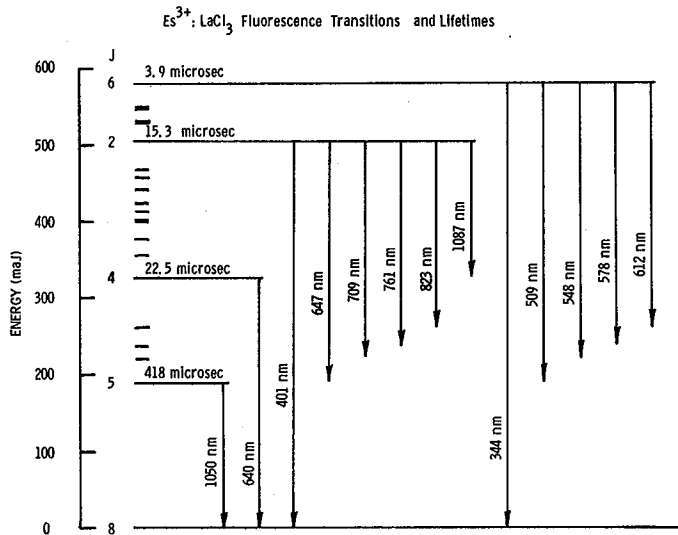 Es3+: LaCl3 Fluorescence Transitions and Lifetimes
J
600
6
3.9 microsec
500
2
15.3 microsec
400
300
4
22.5 microsec
200
5
418 microsec
100
0
8
ENERGY (maJ)
1050 nm
640 nm
401 nm
647 nm
709 nm
761 nm
823 nm
1087 nm
344 nm
509 nm
548 nm
578 nm
612 nm